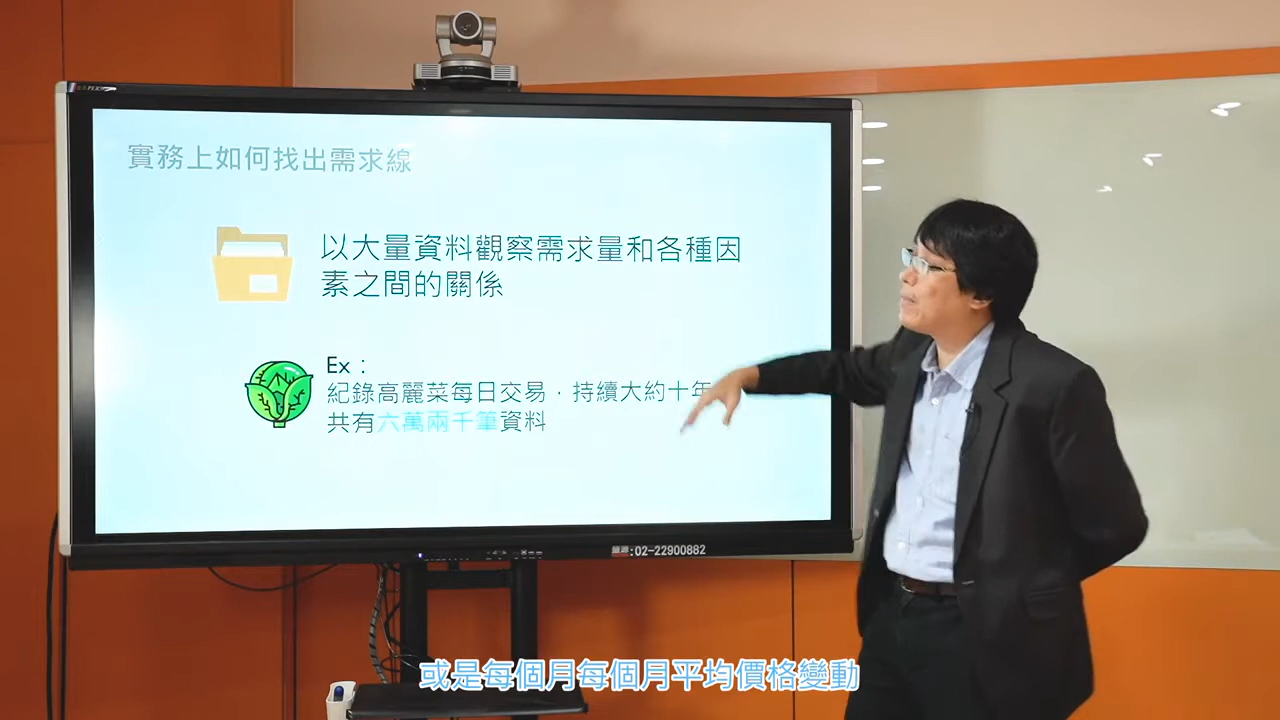 實務上如何找出需求線
以大量資料觀察需求量和各種因
素之間的關係
Ex：
紀錄高麗菜每日交易，持續大約十年
共有六萬兩千筆資料
:02-22900882
或是每個月每個月平均價格變動